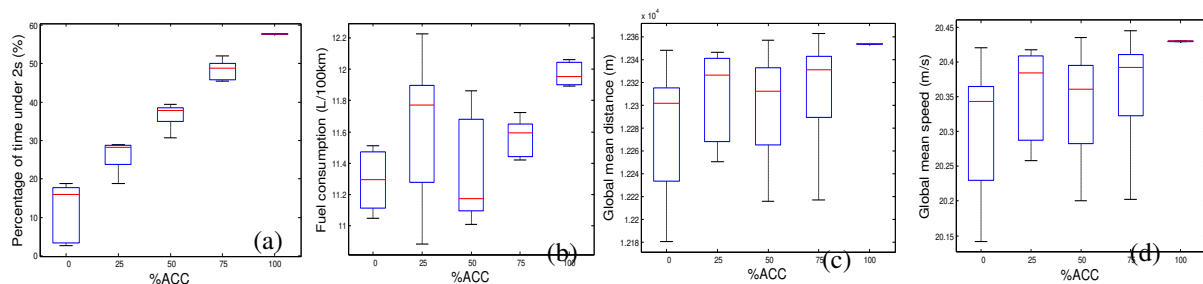 Percentage of time under 2s (%)
60
50
40
30
20
10
0
0 25 50 75 100
%ACC
(a)
Fuel consumption (L/100km)
12.2
12
11.8
11.6
11.4
11.2
11
0 25 50 75 100
%ACC
(b)
Global mean distance (m)
x 10⁴
1.236
1.234
1.232
1.23
1.228
1.226
1.224
1.222
1.22
1.218
0 25 50 75 100
%ACC
(c)
Global mean speed (m/s)
20.45
20.4
20.35
20.3
20.25
20.2
20.15
0 25 50 75 100
%ACC
(d)